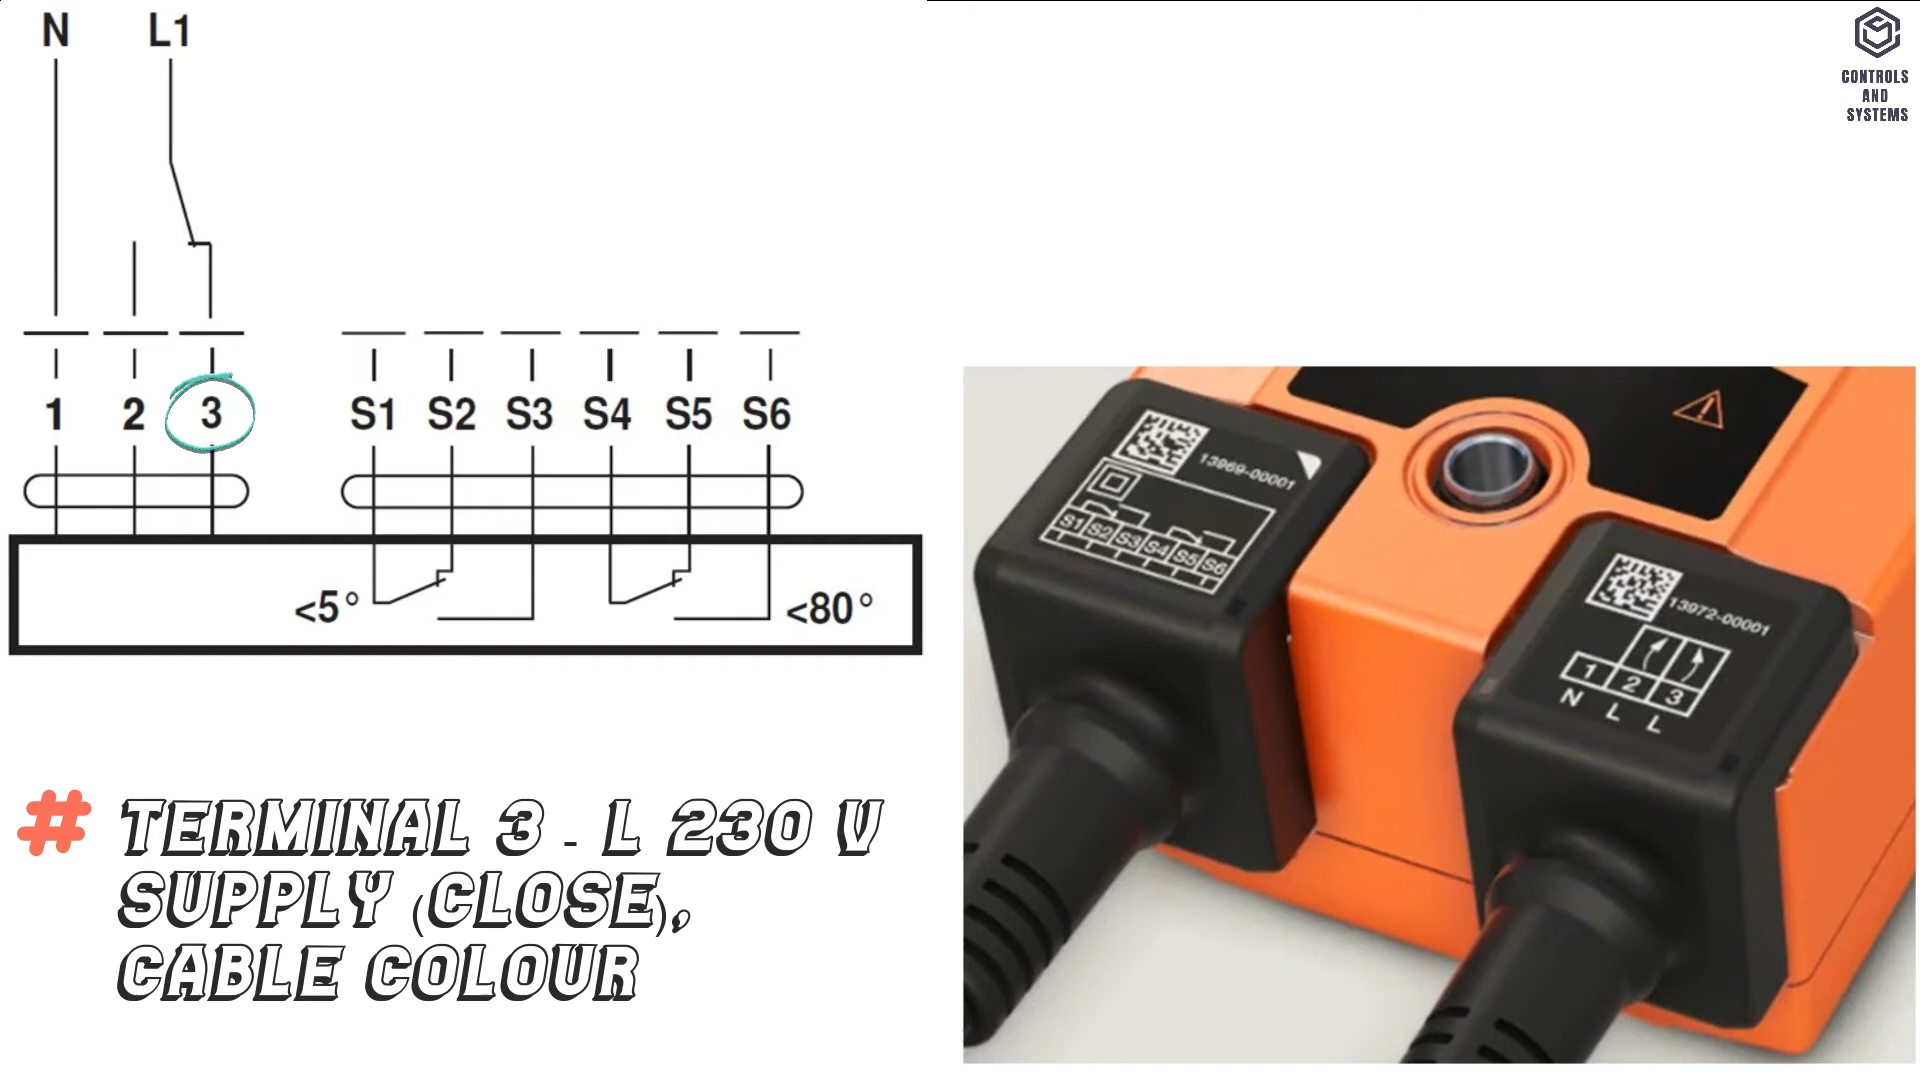 N L1
1 2 3 S1 S2 S3 S4 S5 S6
<5° <80°
# TERMINAL 3 - L 230 V
SUPPLY (CLOSE),
CABLE COLOUR
CONTROLS
AND
SYSTEMS
13969-00001
S1 S2 S3 S4 S5 S6
13972-00001
1 2 3
N L L